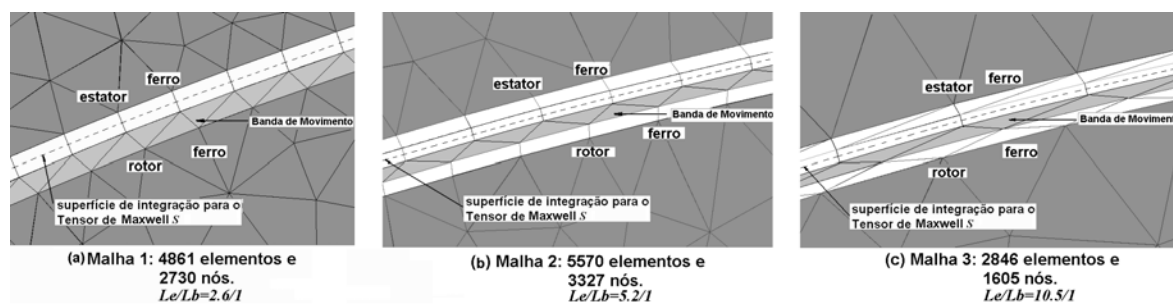 ferro
estator
Banda de Movimento
ferro
rotor
superfície de integração para o
Tensor de Maxwell S
(a) Malha 1: 4861 elementos e
2730 nós.
Le/Lb=2.6/1
ferro
estator
Banda de Movimento
ferro
rotor
superfície de integração para o
Tensor de Maxwell S
(b) Malha 2: 5570 elementos e
3327 nós.
Le/Lb=5.2/1
estator ferro
Banda de Movimento
ferro
rotor
superfície de integração para o
Tensor de Maxwell S
(c) Malha 3: 2846 elementos e
1605 nós.
Le/Lb=10.5/1